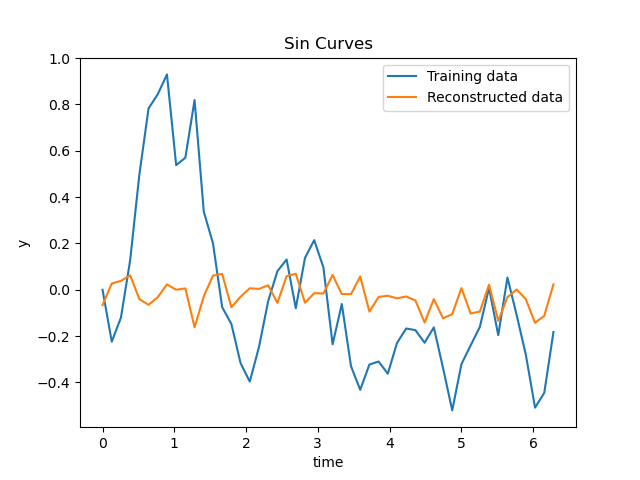 Sin Curves
Training data
Reconstructed data
y
1.0
0.8
0.6
0.4
0.2
0.0
−0.2
−0.4
0 1 2 3 4 5 6
time